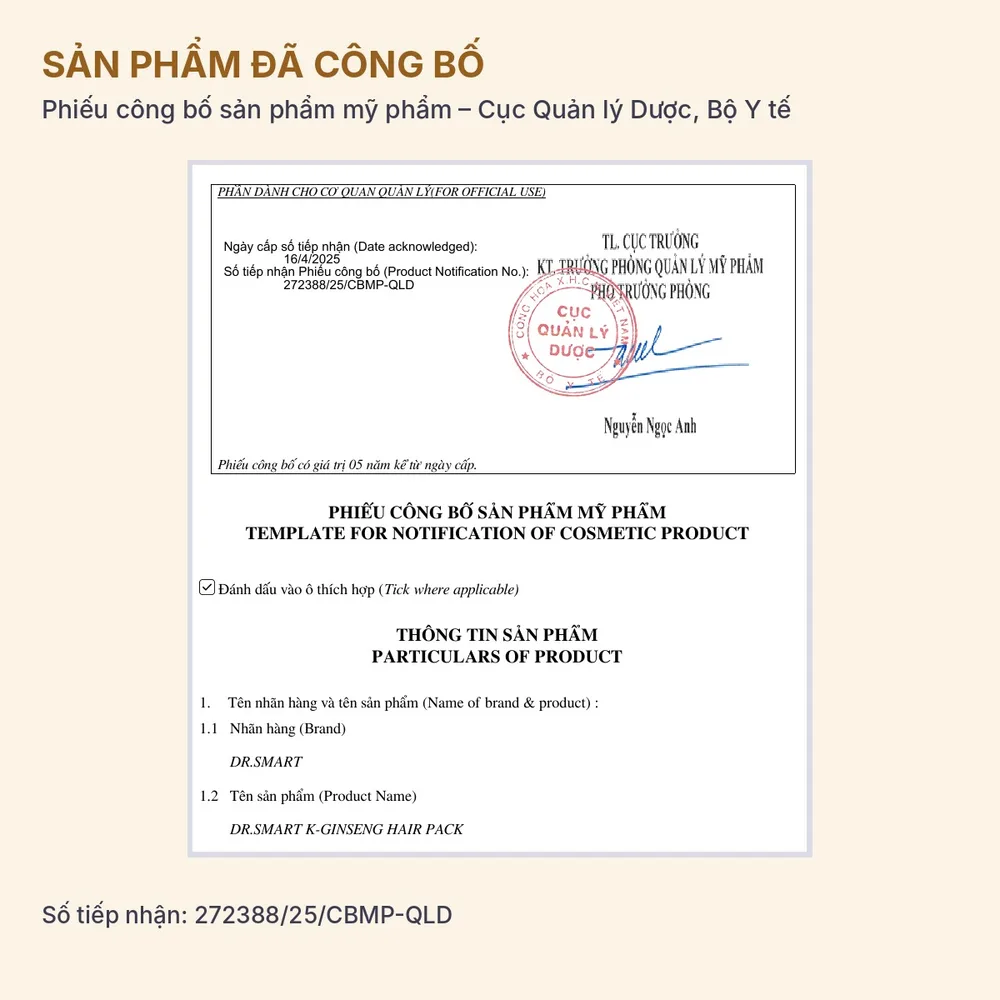 SẢN PHẨM ĐÃ CÔNG BỐ
Phiếu công bố sản phẩm mỹ phẩm – Cục Quản lý Dược, Bộ Y tế
PHẦN DÀNH CHO CƠ QUAN QUẢN LÝ(FOR OFFICIAL USE)
Ngày cấp số tiếp nhận (Date acknowledged):
16/4/2025
Số tiếp nhận Phiếu công bố (Product Notification No.):
272388/25/CBMP-QLD
TL. CỤC TRƯỞNG
KT. TRƯỞNG PHÒNG QUẢN LÝ MỸ PHẨM
PHÓ TRƯỞNG PHÒNG
CỘNG HÒA X.H.C.N VIỆT NAM
CỤC
QUẢN LÝ
DƯỢC
BỘ Y TẾ
Nguyễn Ngọc Anh
Phiếu công bố có giá trị 05 năm kể từ ngày cấp.
PHIẾU CÔNG BỐ SẢN PHẨM MỸ PHẨM
TEMPLATE FOR NOTIFICATION OF COSMETIC PRODUCT
Đánh dấu vào ô thích hợp (Tick where applicable)
THÔNG TIN SẢN PHẨM
PARTICULARS OF PRODUCT
1. Tên nhãn hàng và tên sản phẩm (Name of brand & product) :
1.1 Nhãn hàng (Brand)
DR.SMART
1.2 Tên sản phẩm (Product Name)
DR.SMART K-GINSENG HAIR PACK
Số tiếp nhận: 272388/25/CBMP-QLD